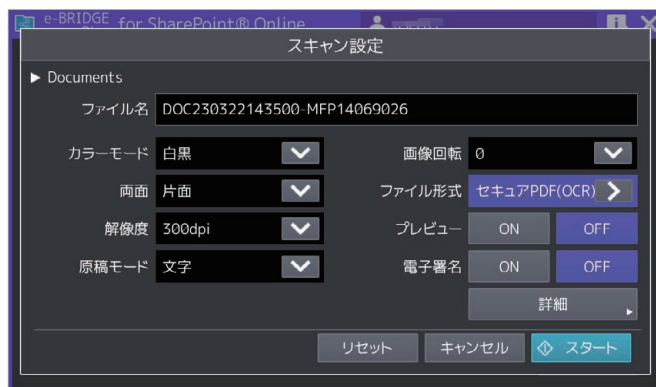 e-BRIDGE
for SharePoint® Online
スキャン設定
Documents
ファイル名 DOC230322143500-MFP14069026
カラーモード 白黒 画像回転 0
両面 片面 ファイル形式 セキュアPDF(OCR)
解像度 300dpi プレビュー ON OFF
原稿モード 文字 電子署名 ON OFF
詳細
リセット キャンセル スタート